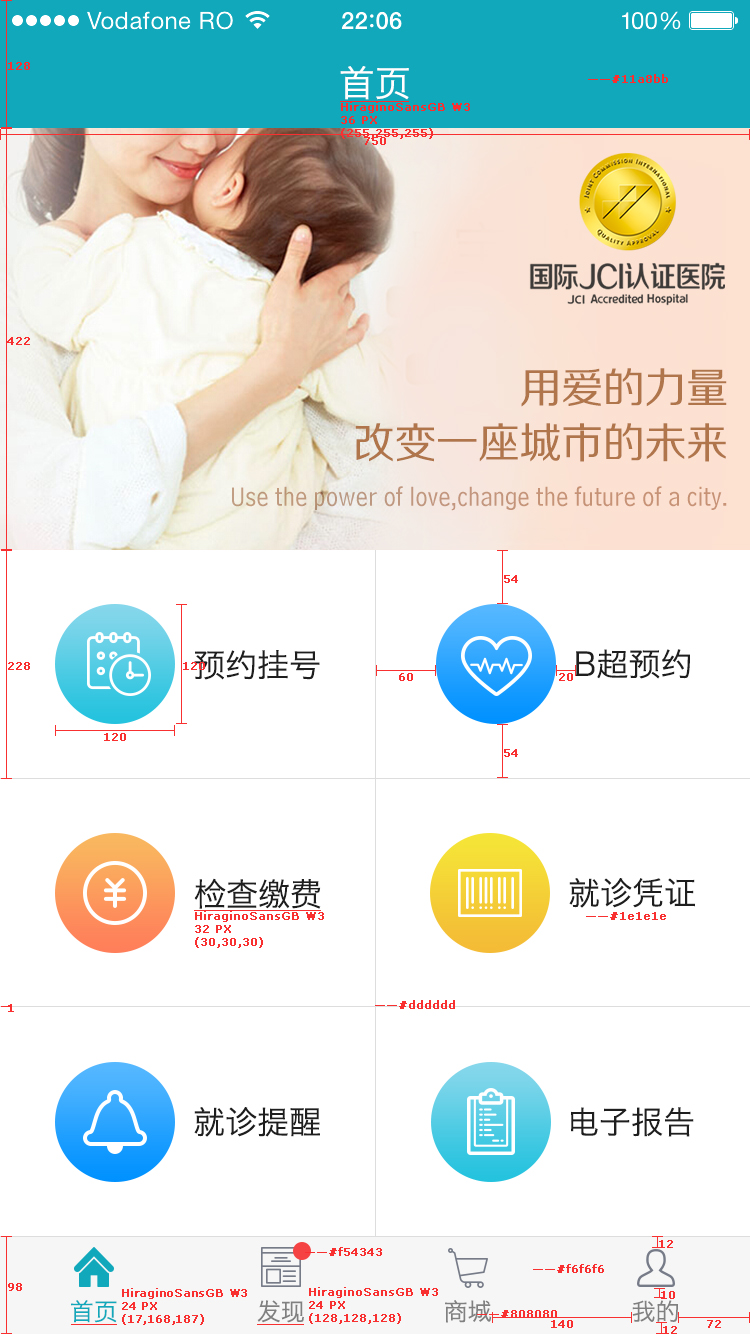 Vodafone RO 22:06 100%
128
首页
#11a8bb
HiraginoSansGB W3
36 PX
(255,255,255)
750
JOINT COMMISSION INTERNATIONAL
QUALITY APPROVAL
国际JCI认证医院
JCI Accredited Hospital
422
用爱的力量
改变一座城市的未来
Use the power of love,change the future of a city.
54
228
120
预约挂号
60
20
B超预约
120
54
检查缴费
HiraginoSansGB W3
32 PX
(30,30,30)
就诊凭证
#1e1e1e
1
#dddddd
就诊提醒
电子报告
98
#f54343
#f6f6f6
12
首页
HiraginoSansGB W3
24 PX
(17,168,187)
发现
HiraginoSansGB W3
24 PX
(128,128,128)
商城
#808080
140
10
我的
72
12